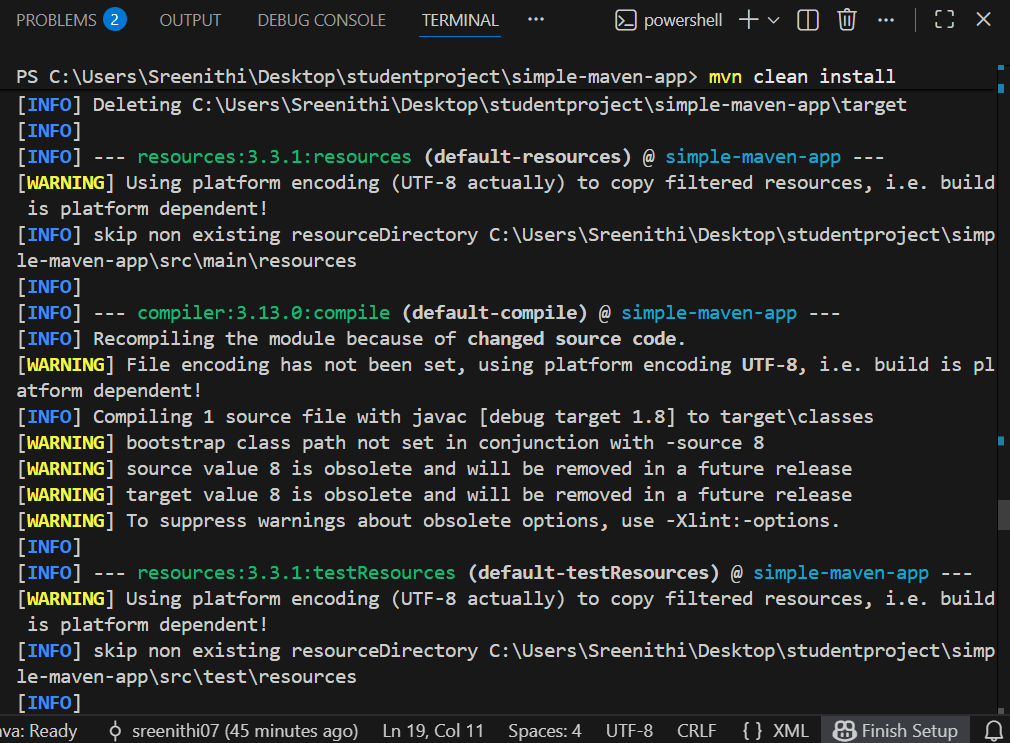 PROBLEMS 2 OUTPUT DEBUG CONSOLE TERMINAL ··· powershell ···
PS C:\Users\Sreenithi\Desktop\studentproject\simple-maven-app> mvn clean install
[INFO] Deleting C:\Users\Sreenithi\Desktop\studentproject\simple-maven-app\target
[INFO]
[INFO] --- resources:3.3.1:resources (default-resources) @ simple-maven-app ---
[WARNING] Using platform encoding (UTF-8 actually) to copy filtered resources, i.e. build
is platform dependent!
[INFO] skip non existing resourceDirectory C:\Users\Sreenithi\Desktop\studentproject\simp
le-maven-app\src\main\resources
[INFO]
[INFO] --- compiler:3.13.0:compile (default-compile) @ simple-maven-app ---
[INFO] Recompiling the module because of changed source code.
[WARNING] File encoding has not been set, using platform encoding UTF-8, i.e. build is pl
atform dependent!
[INFO] Compiling 1 source file with javac [debug target 1.8] to target\classes
[WARNING] bootstrap class path not set in conjunction with -source 8
[WARNING] source value 8 is obsolete and will be removed in a future release
[WARNING] target value 8 is obsolete and will be removed in a future release
[WARNING] To suppress warnings about obsolete options, use -Xlint:-options.
[INFO]
[INFO] --- resources:3.3.1:testResources (default-testResources) @ simple-maven-app ---
[WARNING] Using platform encoding (UTF-8 actually) to copy filtered resources, i.e. build
is platform dependent!
[INFO] skip non existing resourceDirectory C:\Users\Sreenithi\Desktop\studentproject\simp
le-maven-app\src\test\resources
[INFO]
ava: Ready sreenithi07 (45 minutes ago) Ln 19, Col 11 Spaces: 4 UTF-8 CRLF { } XML Finish Setup